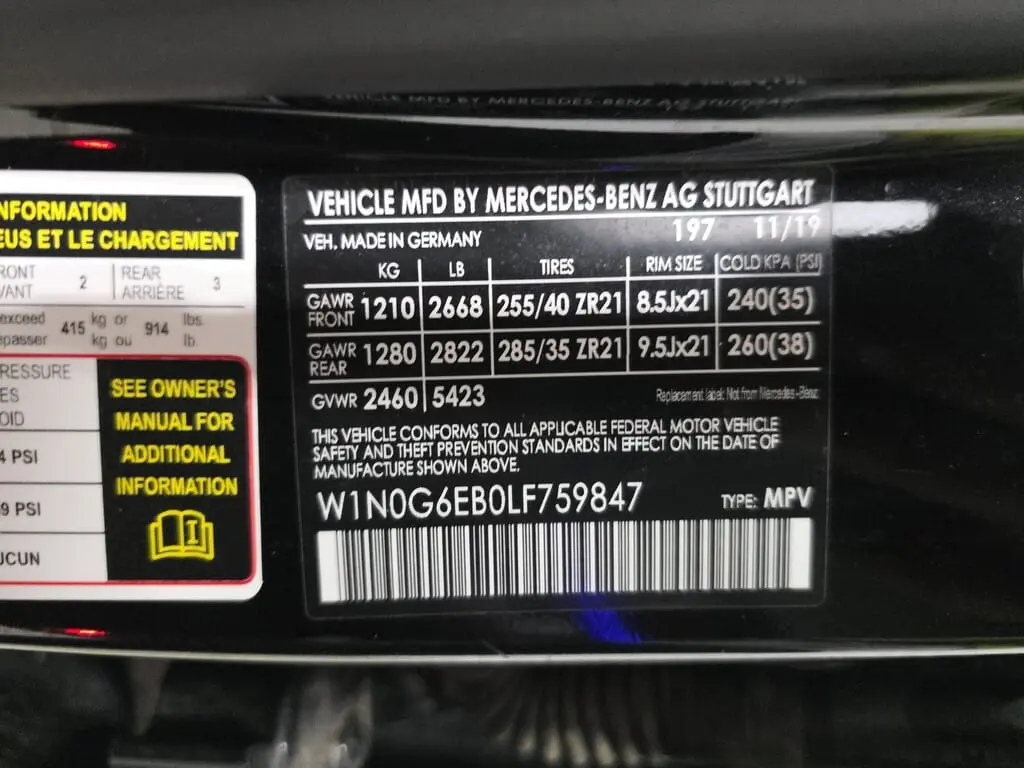 NFORMATION
EUS ET LE CHARGEMENT
RONT
VANT
2
REAR
ARRIÈRE
3
exceed
passer
415
kg or
kg ou
914
lbs.
lb.
RESSURE
ES
OID
SEE OWNER'S
MANUAL FOR
ADDITIONAL
INFORMATION
4 PSI
9 PSI
UCUN
VEHICLE MFD BY MERCEDES-BENZ AG STUTTGART
VEH. MADE IN GERMANY 197 11/19
KG LB TIRES RIM SIZE COLD KPA (PSI)
GAWR FRONT 1210 2668 255/40 ZR21 8.5Jx21 240(35)
GAWR REAR 1280 2822 285/35 ZR21 9.5Jx21 260(38)
GVWR 2460 5423 Replacement label: Not from Mercedes-Benz
THIS VEHICLE CONFORMS TO ALL APPLICABLE FEDERAL MOTOR VEHICLE
SAFETY AND THEFT PREVENTION STANDARDS IN EFFECT ON THE DATE OF
MANUFACTURE SHOWN ABOVE.
W1N0G6EB0LF759847 TYPE: MPV